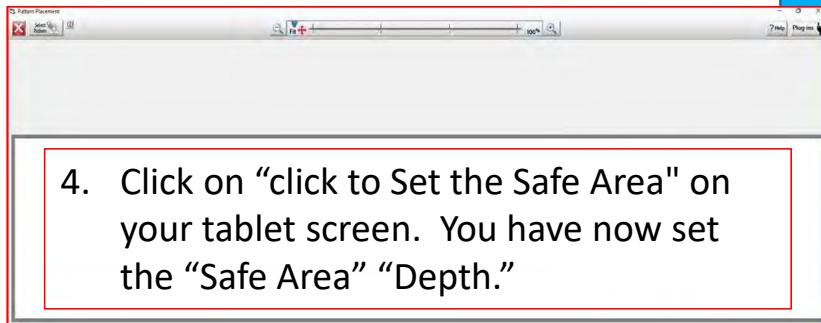 Pattern Placement
Select Pattern Fit 100% ? Help Plug-ins
4. Click on “click to Set the Safe Area" on
your tablet screen. You have now set
the “Safe Area” “Depth.”